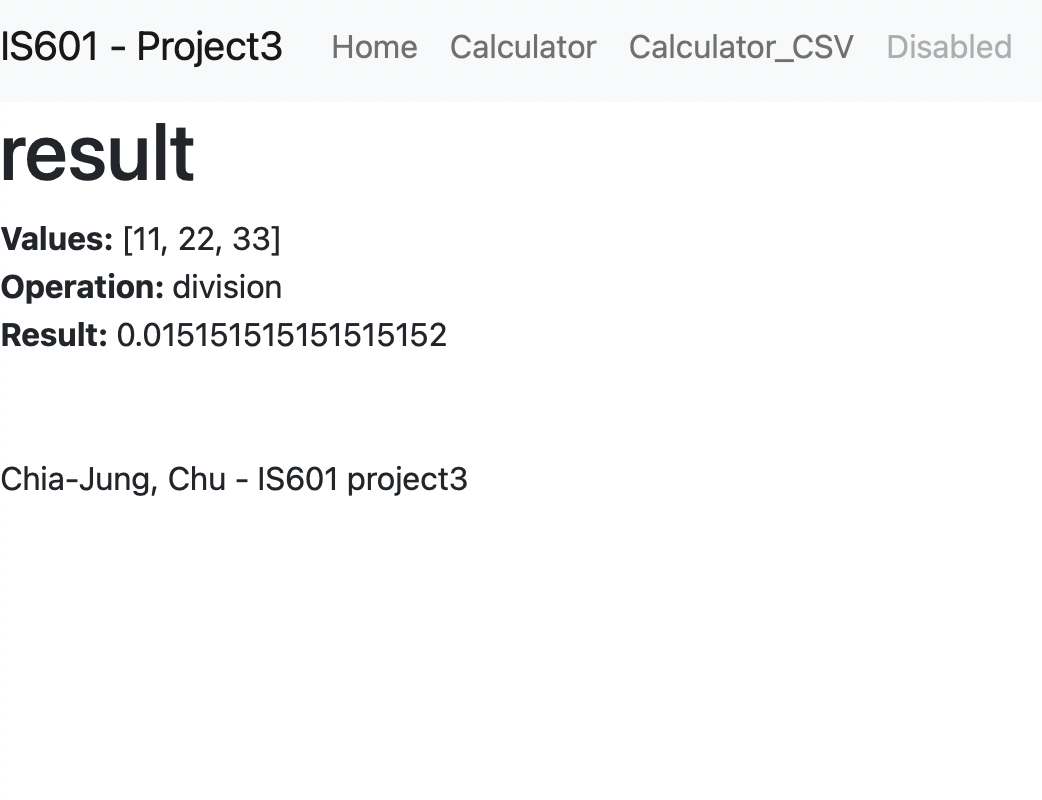 IS601 - Project3 Home Calculator Calculator_CSV Disabled
result
Values: [11, 22, 33]
Operation: division
Result: 0.015151515151515152
Chia-Jung, Chu - IS601 project3